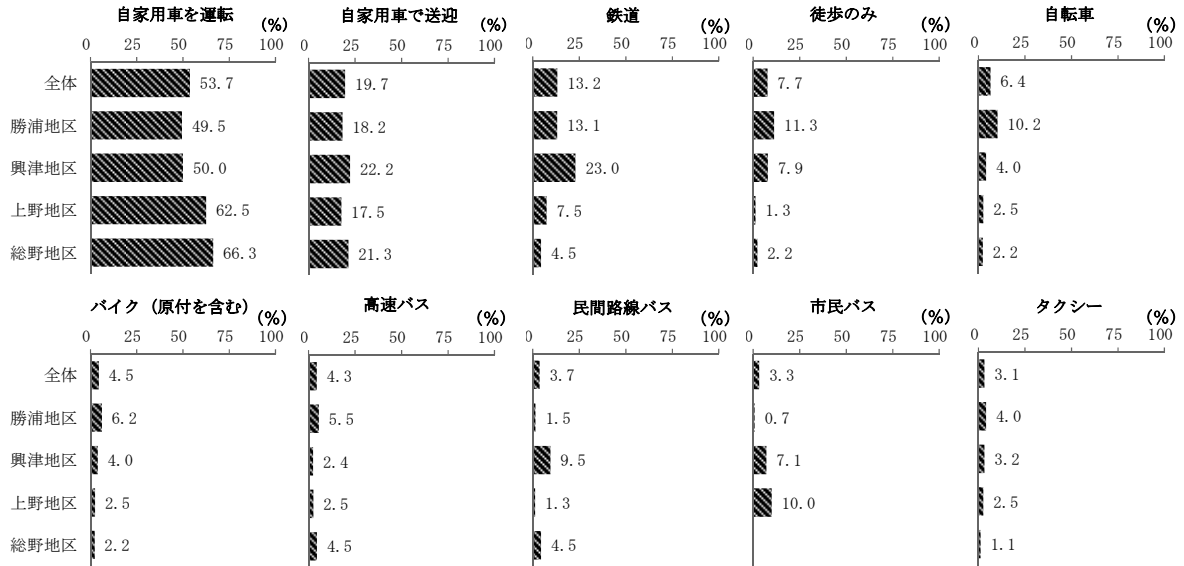 自家用車を運転 自家用車で送迎 鉄道 徒歩のみ 自転車
(%) (%) (%) (%) (%)
0 25 50 75 100 0 25 50 75 100 0 25 50 75 100 0 25 50 75 100 0 25 50 75 100
全体 53.7 19.7 13.2 7.7 6.4
勝浦地区 49.5 18.2 13.1 11.3 10.2
興津地区 50.0 22.2 23.0 7.9 4.0
上野地区 62.5 17.5 7.5 1.3 2.5
総野地区 66.3 21.3 4.5 2.2 2.2
バイク（原付を含む） 高速バス 民間路線バス 市民バス タクシー
(%) (%) (%) (%) (%)
0 25 50 75 100 0 25 50 75 100 0 25 50 75 100 0 25 50 75 100 0 25 50 75 100
全体 4.5 4.3 3.7 3.3 3.1
勝浦地区 6.2 5.5 1.5 0.7 4.0
興津地区 4.0 2.4 9.5 7.1 3.2
上野地区 2.5 2.5 1.3 10.0 2.5
総野地区 2.2 4.5 4.5 1.1